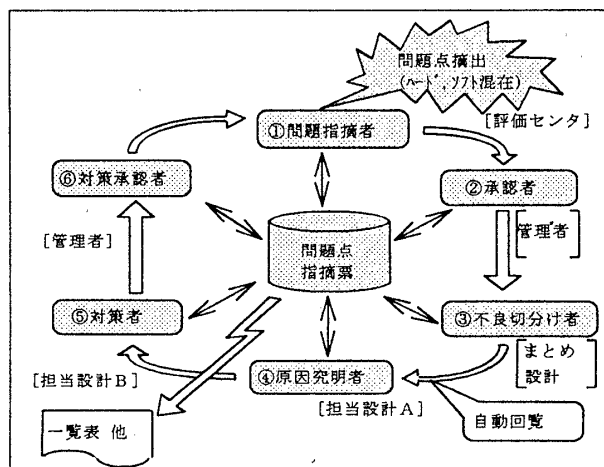 問題点摘出
(ハード,ソフト混在)
①問題指摘者
[評価センタ]
⑥対策承認者
②承認者
[管理者]
[管理者]
問題点
指摘票
⑤対策者
③不良切分け者
[まとめ
設計]
④原因究明者
[担当設計B]
[担当設計A]
自動回覧
一覧表 他